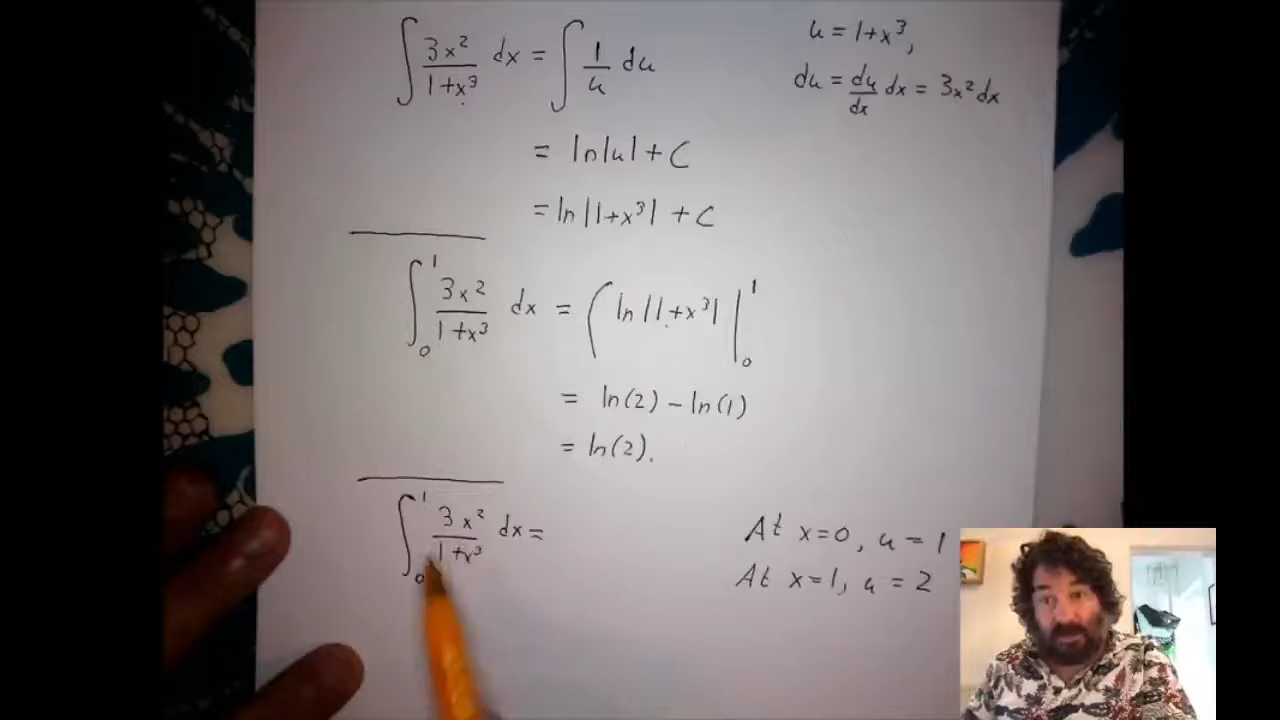 ∫ 3x²/(1+x³) dx = ∫ 1/u du
u = 1+x³,
du = du/dx dx = 3x² dx
= ln|u| + C
= ln|1+x³| + C
∫₀¹ 3x²/(1+x³) dx = ( ln|1+x³| |₀¹
= ln(2) − ln(1)
= ln(2).
∫₀¹ 3x²/(1+x³) dx =
At x=0, u = 1
At x=1, u = 2